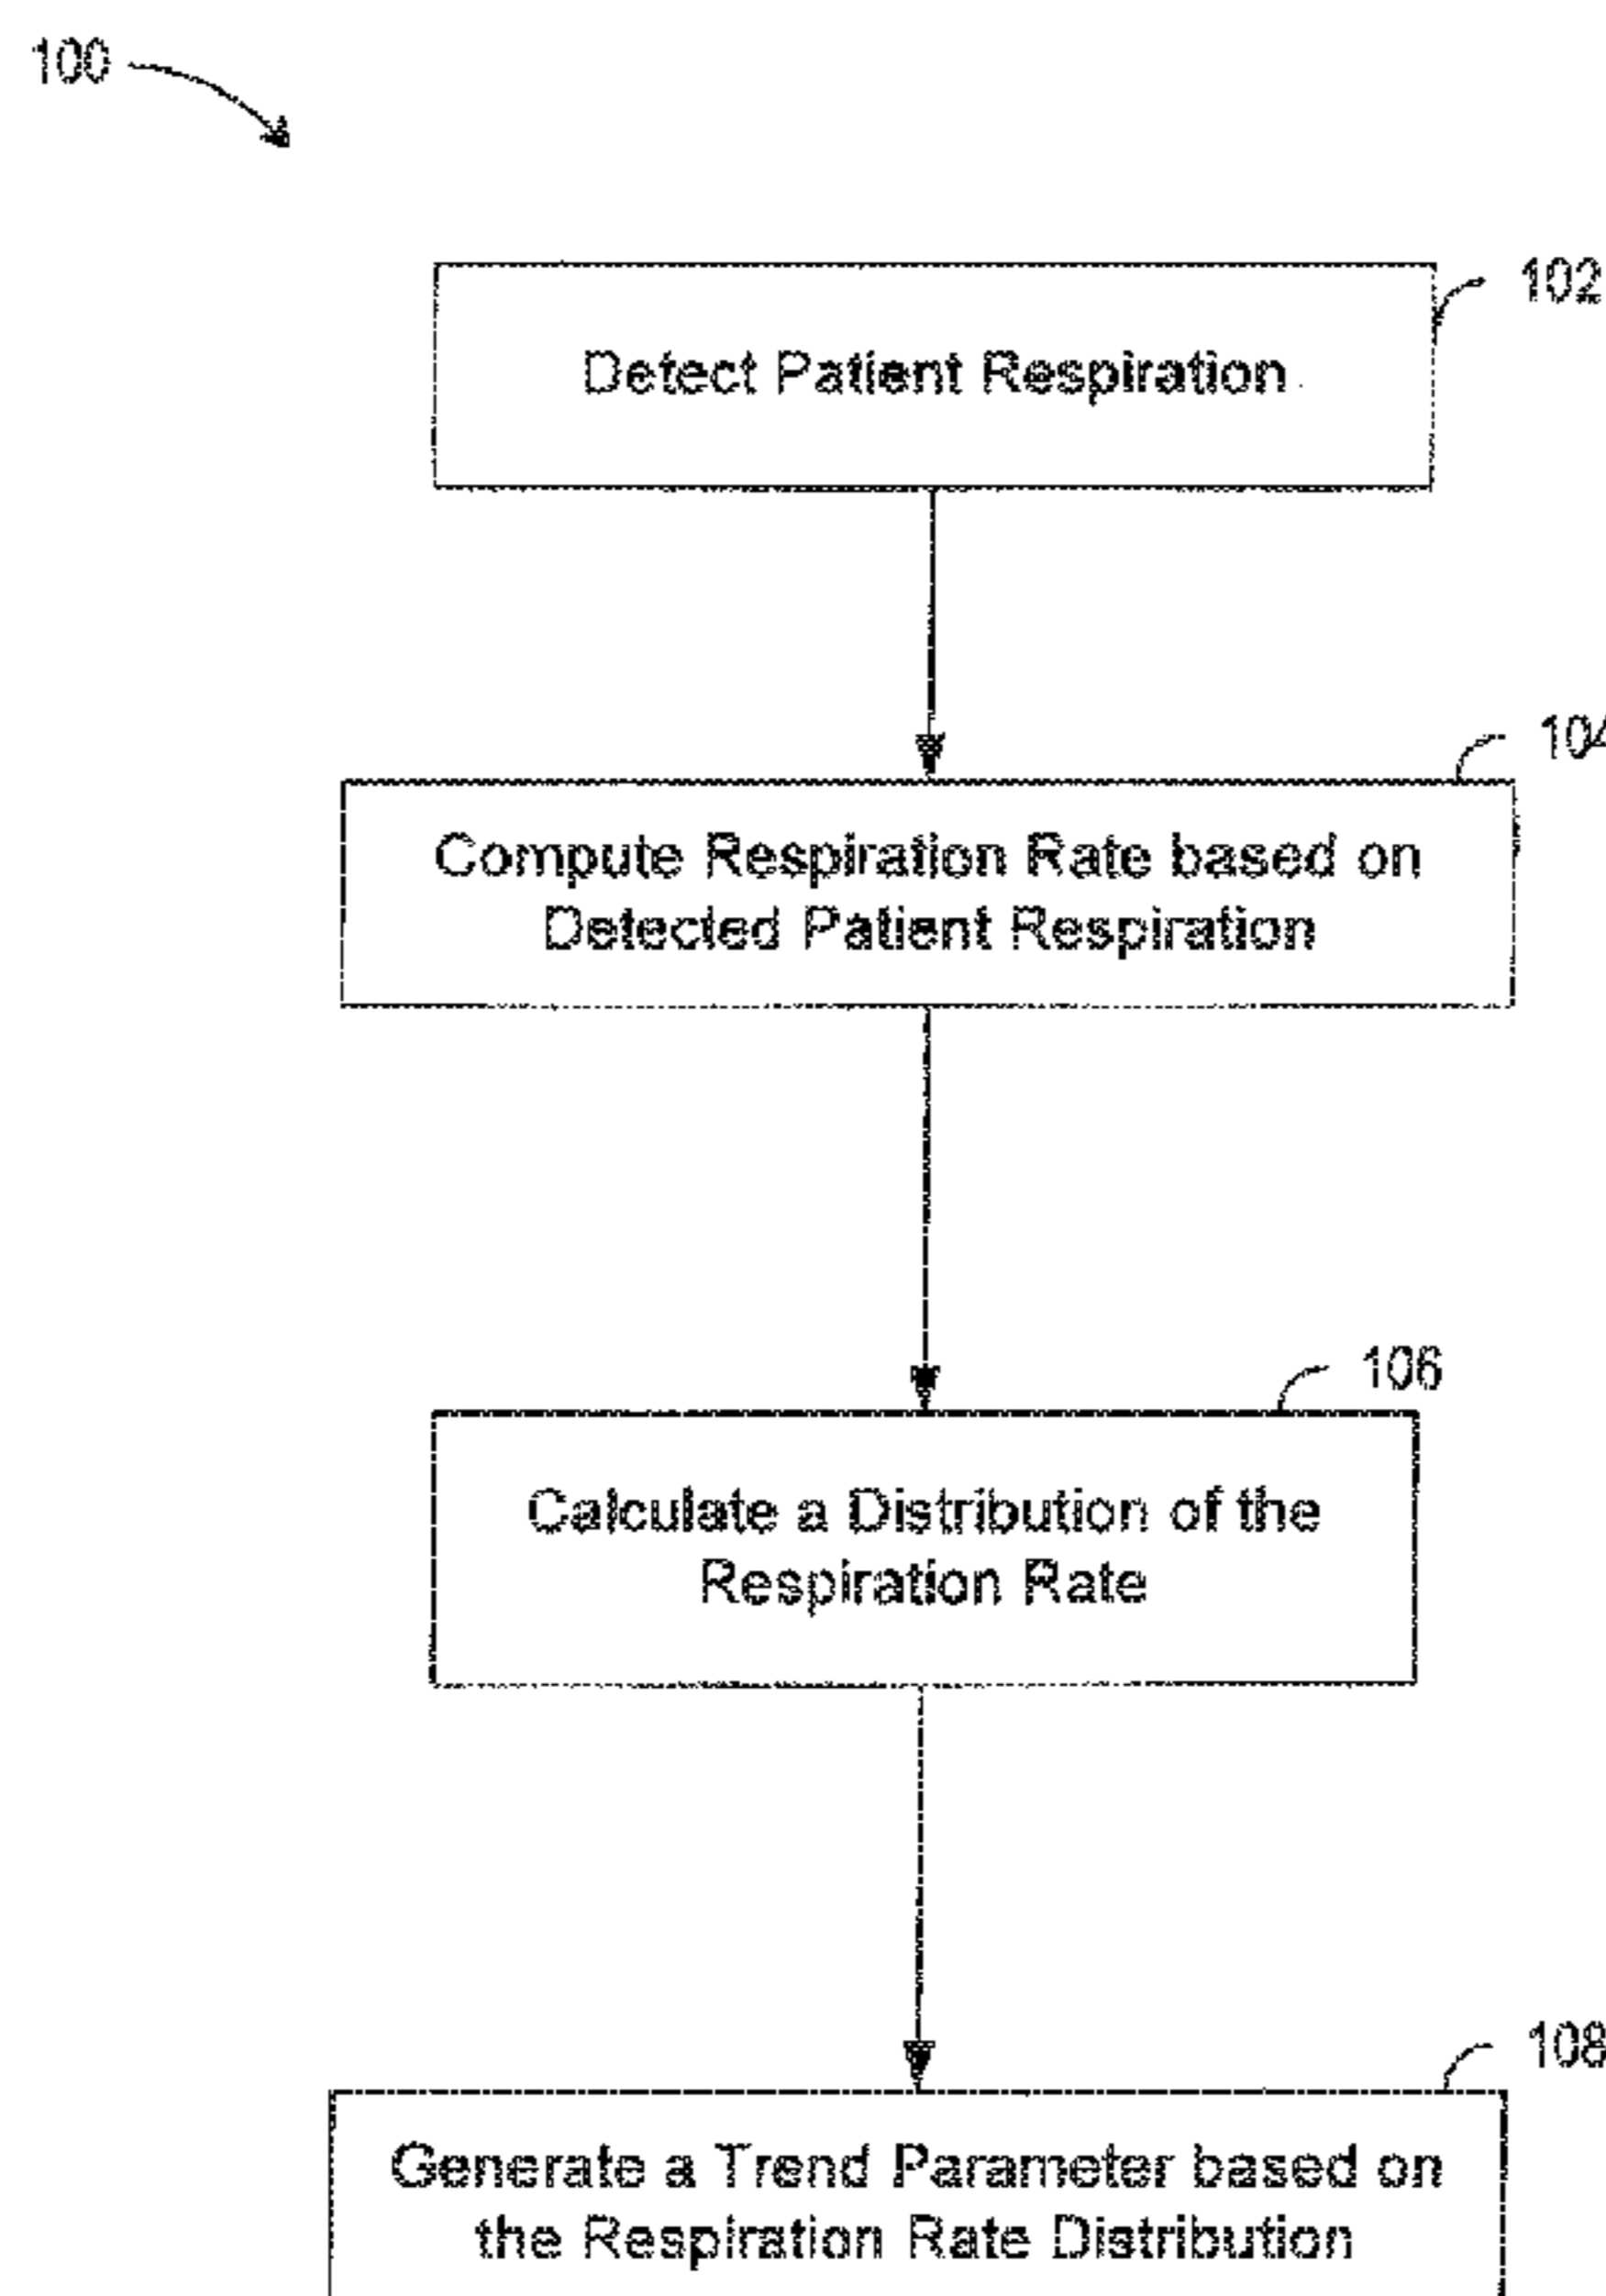 100
102
Detect Patient Respiration
104
Compute Respiration Rate based on
Detected Patient Respiration
106
Calculate a Distribution of the
Respiration Rate
108
Generate a Trend Parameter based on
the Respiration Rate Distribution